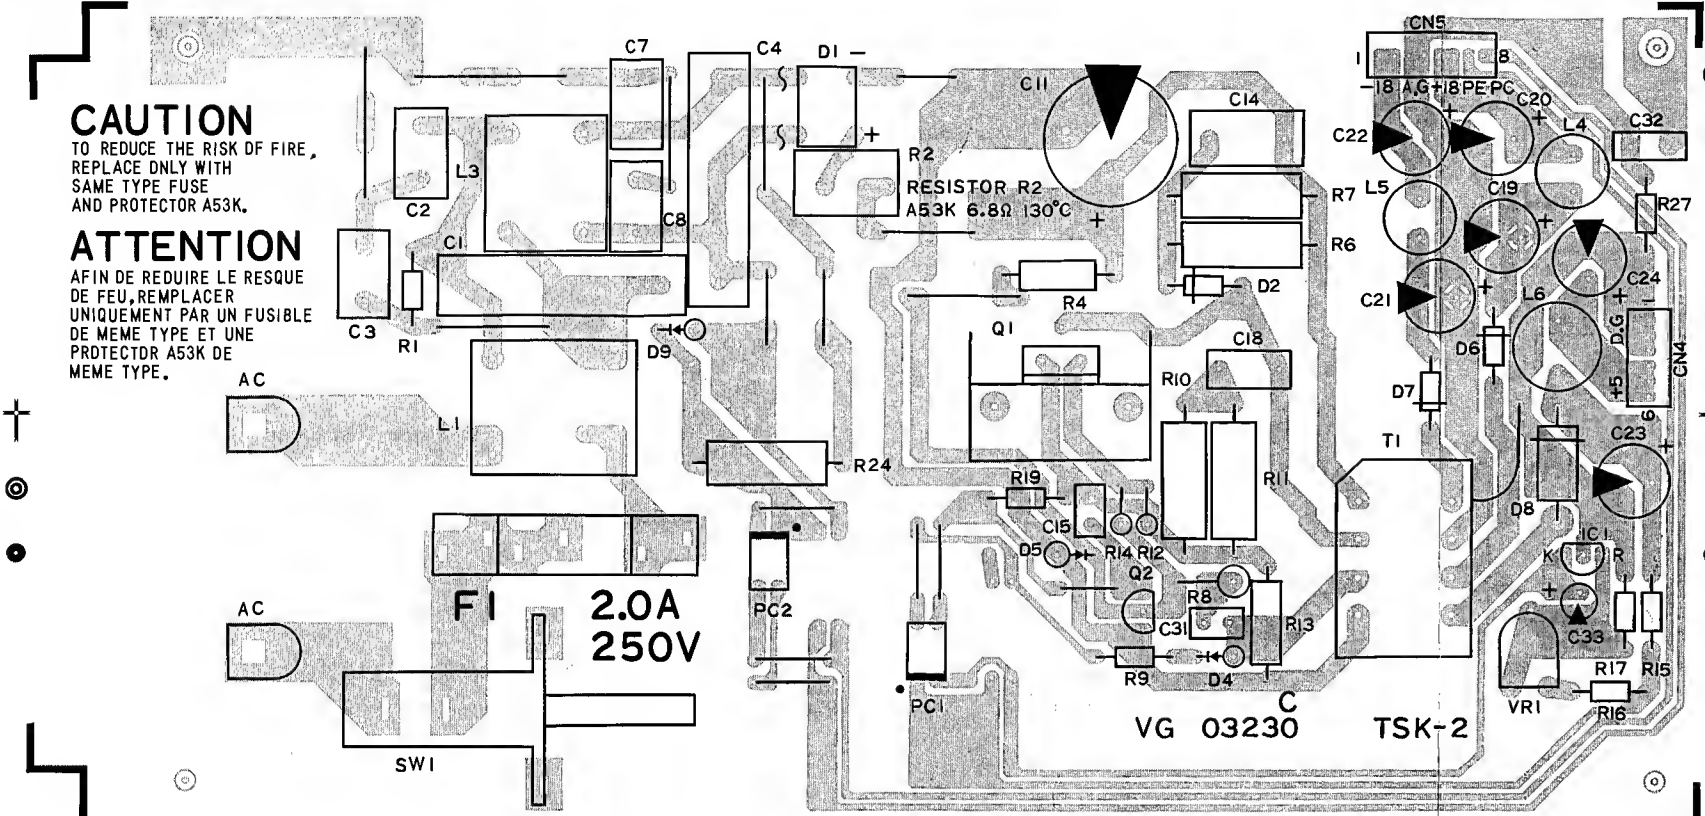 CAUTION
TO REDUCE THE RISK OF FIRE,
REPLACE DNLY WITH
SAME TYPE FUSE
AND PROTECTOR A53K.
ATTENTION
AFIN DE REDUIRE LE RESQUE
DE FEU,REMPLACER
UNIQUEMENT PAR UN FUSIBLE
DE MEME TYPE ET UNE
PRDTECTDR A53K DE
MEME TYPE.
C7
C4
D1 −
+
C2
L3
C8
C1
C3
R1
D9
R2
RESISTOR R2
A53K 6.8Ω 130°C
C11
+
C14
R7
R6
R4
D2
Q1
C18
R10
R11
CN5
1
8
-18 A.G+18 PE PC
C20
+
+
C22
L4
C32
L5
C19
+
R27
C21
+
C24
+
L6
D.G
1
CN4
+5
6
D6
D7
AC
L1
R24
R19
C15
D5
R14
R12
Q2
R8
C31
R13
R9
D4
T1
D8
C23
+
IC1
K
R
+
C33
R17
R15
VR1
R16
AC
F1
2.0A
250V
PC2
PC1
SW1
C
VG 03230
TSK-2